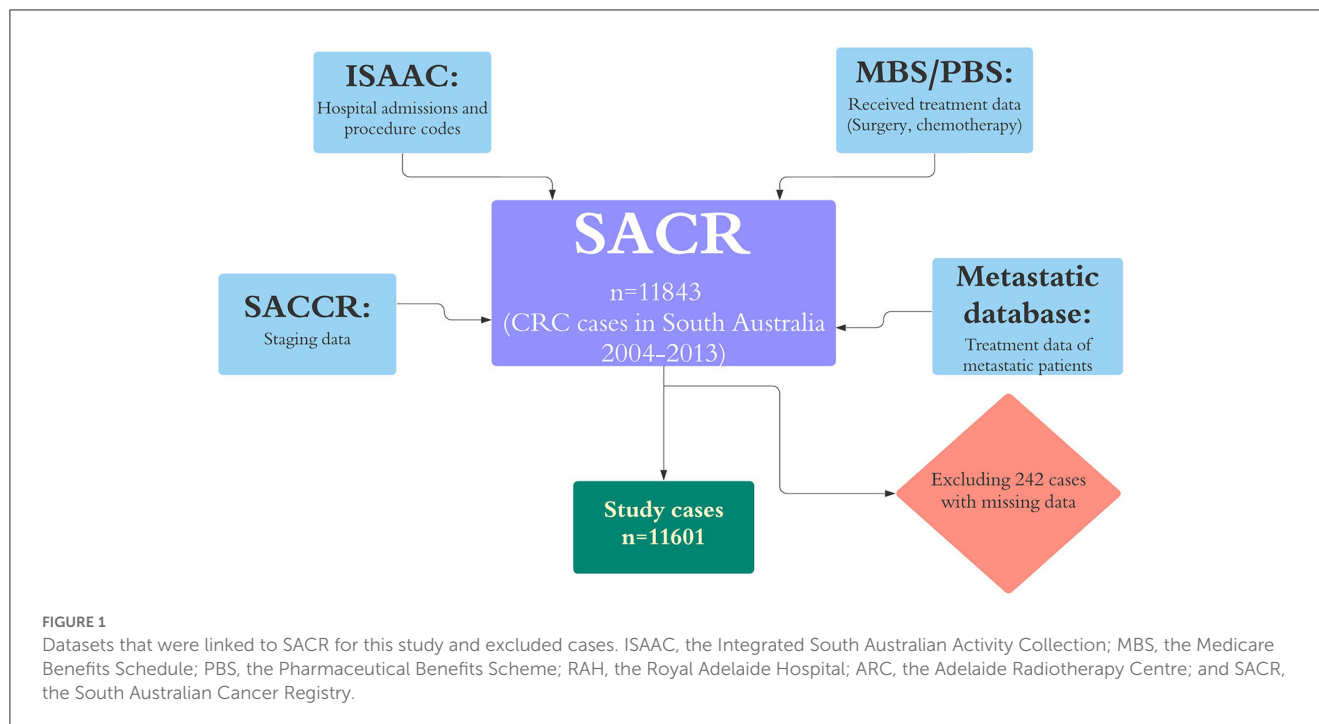 ISAAC:
Hospital admissions and
procedure codes
MBS/PBS:
Received treatment data
(Surgery, chemotherapy)
SACR
n=11843
(CRC cases in South Australia
2004-2013)
SACCR:
Staging data
Metastatic
database:
Treatment data of
metastatic patients
Study cases
n=11601
Excluding 242 cases
with missing data
FIGURE 1
Datasets that were linked to SACR for this study and excluded cases. ISAAC, the Integrated South Australian Activity Collection; MBS, the Medicare
Benefits Schedule; PBS, the Pharmaceutical Benefits Scheme; RAH, the Royal Adelaide Hospital; ARC, the Adelaide Radiotherapy Centre; and SACR,
the South Australian Cancer Registry.